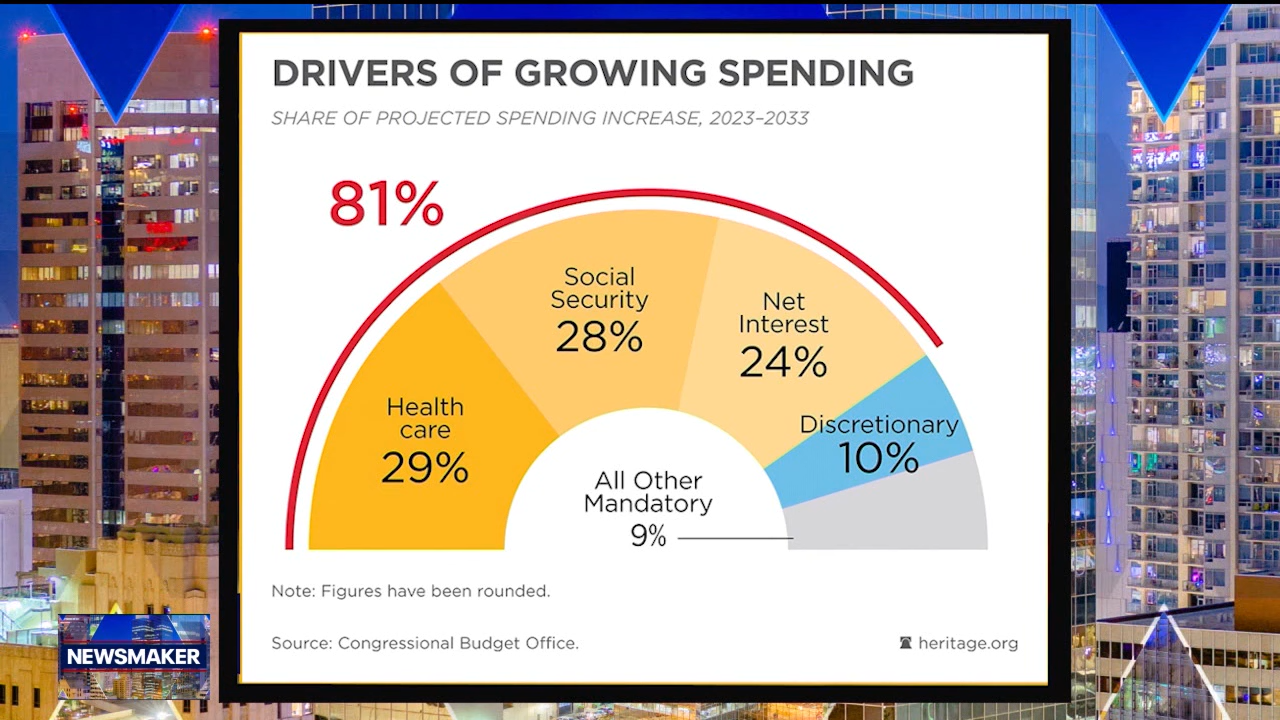 DRIVERS OF GROWING SPENDING
SHARE OF PROJECTED SPENDING INCREASE, 2023–2033
81%
Social
Security
28%
Net
Interest
24%
Health
care
29%
Discretionary
10%
All Other
Mandatory
9%
Note: Figures have been rounded.
Source: Congressional Budget Office.
heritage.org
NEWSMAKER